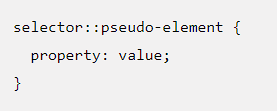 selector::pseudo-element {
  property: value;
}